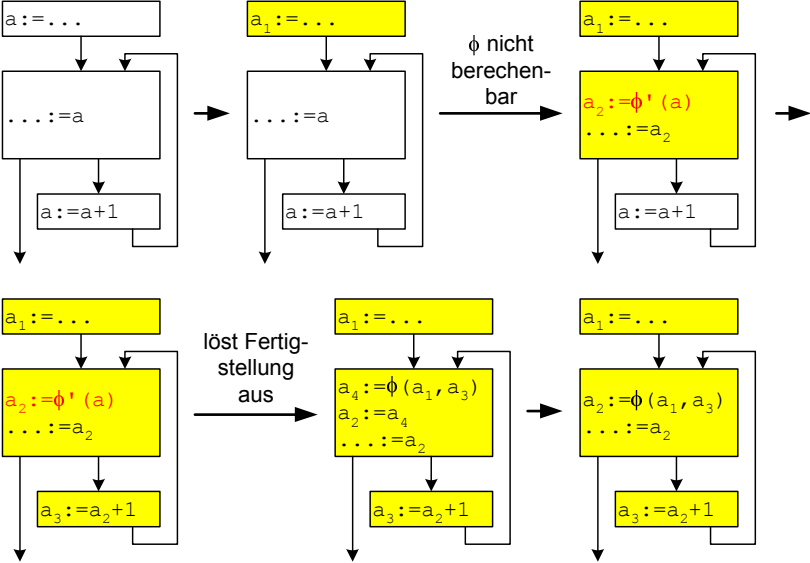 a:=...
...:=a
a:=a+1
a₁:=...
...:=a
a:=a+1
ϕ nicht
berechen-
bar
a₁:=...
a₂:=ϕ'(a)
...:=a₂
a:=a+1
a₁:=...
a₂:=ϕ'(a)
...:=a₂
a₃:=a₂+1
löst Fertig-
stellung
aus
a₁:=...
a₄:=ϕ(a₁,a₃)
a₂:=a₄
...:=a₂
a₃:=a₂+1
a₁:=...
a₂:=ϕ(a₁,a₃)
...:=a₂
a₃:=a₂+1